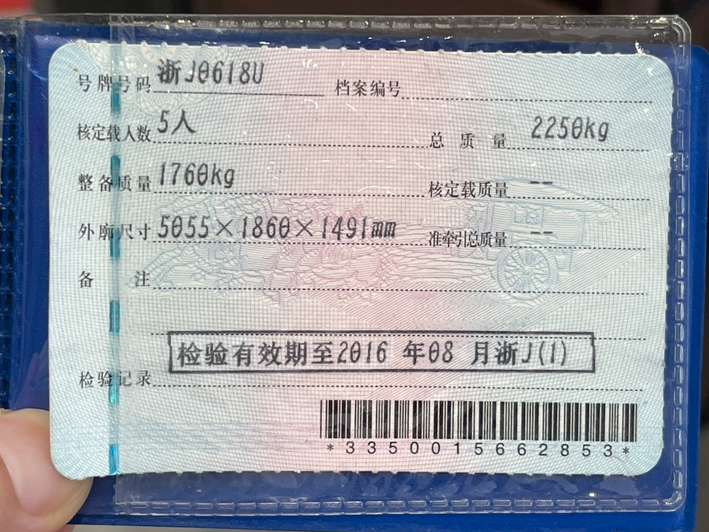 号牌号码 浙J0618U 档案编号
核定载人数 5人 总质量 2250kg
整备质量 1760kg 核定载质量 --
外廓尺寸 5055×1860×1491mm 准牵引总质量 --
备注
检验有效期至2016 年08 月浙J(1)
检验记录
*3350015662853*